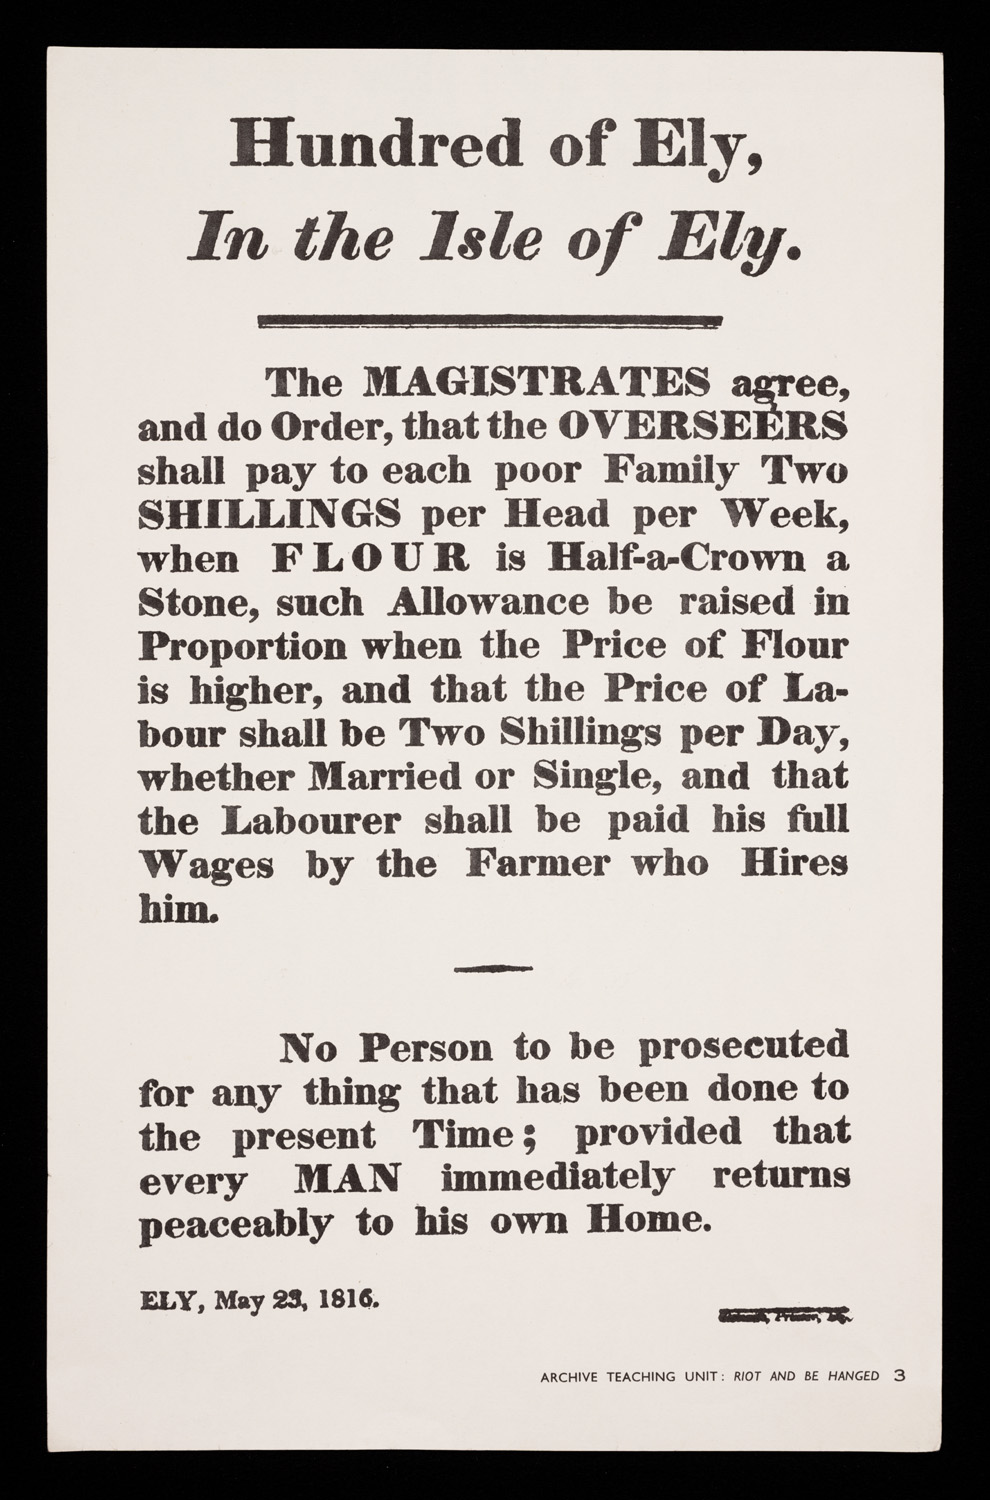 Hundred of Ely,
In the Isle of Ely.
The MAGISTRATES agree,
and do Order, that the OVERSEERS
shall pay to each poor Family Two
SHILLINGS per Head per Week,
when FLOUR is Half-a-Crown a
Stone, such Allowance be raised in
Proportion when the Price of Flour
is higher, and that the Price of La-
bour shall be Two Shillings per Day,
whether Married or Single, and that
the Labourer shall be paid his full
Wages by the Farmer who Hires
him.
No Person to be prosecuted
for any thing that has been done to
the present Time; provided that
every MAN immediately returns
peaceably to his own Home.
ELY, May 23, 1816.
ARCHIVE TEACHING UNIT: RIOT AND BE HANGED 3